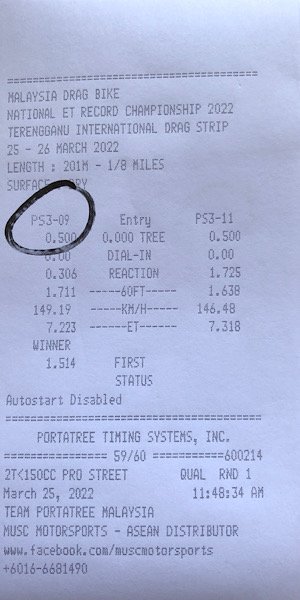 ==========================================
MALAYSIA DRAG BIKE
NATIONAL ET RECORD CHAMPIONSHIP 2022
TERENGGANU INTERNATIONAL DRAG STRIP
25 - 26 MARCH 2022
LENGTH : 201M - 1/8 MILES
SURFACE RY
PS3-09 Entry PS3-11
0.500 0.000 TREE 0.500
0.00 DIAL-IN 0.00
0.306 REACTION 1.725
1.711 -----60FT----- 1.638
149.19 -----KM/H----- 146.48
7.223 ------ET------ 7.318
WINNER
1.514 FIRST
STATUS
Autostart Disabled
==========================================
PORTATREE TIMING SYSTEMS, INC.
================ 59/60 ===========600214
2T<150CC PRO STREET QUAL RND 1
March 25, 2022 11:48:34 AM
TEAM PORTATREE MALAYSIA
MUSC MOTORSPORTS - ASEAN DISTRIBUTOR
www.facebook.com/muscmotorsports
+6016-6681490